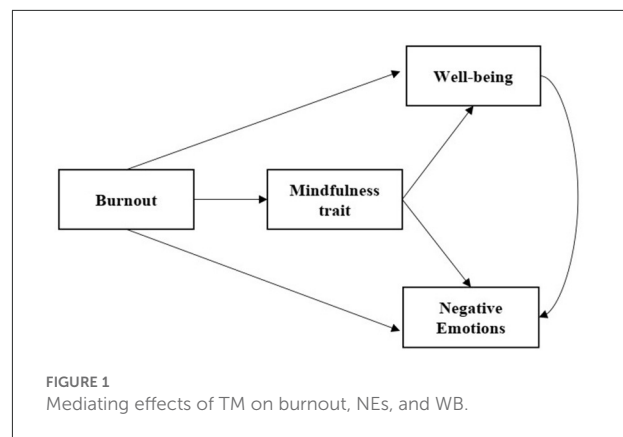 Well-being
Burnout
Mindfulness
trait
Negative
Emotions
FIGURE 1
Mediating effects of TM on burnout, NEs, and WB.